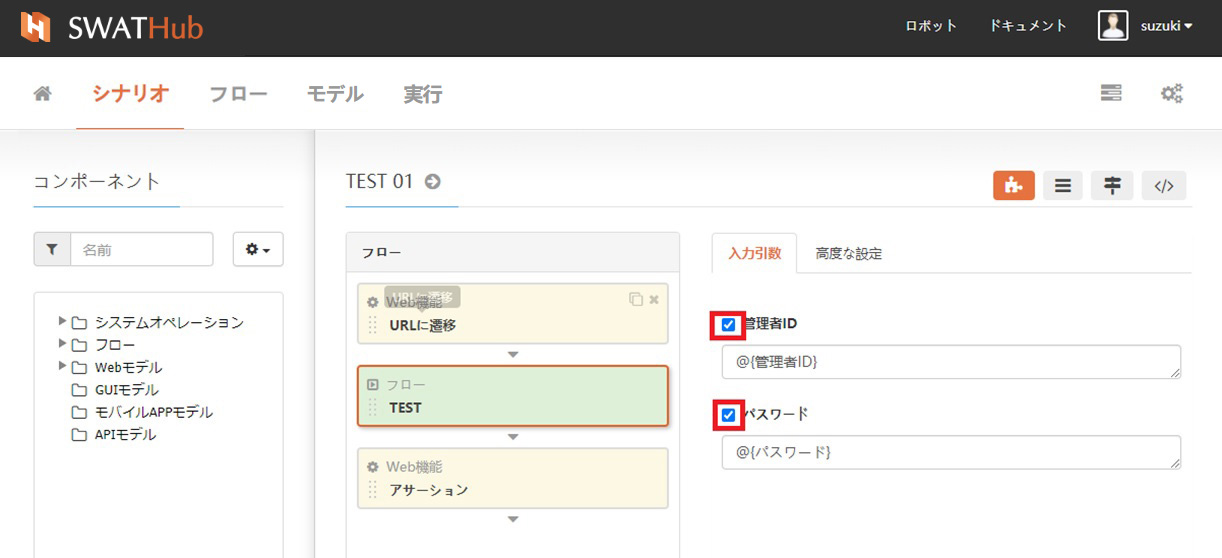 SWATHub
ロボット ドキュメント suzuki
シナリオ フロー モデル 実行
コンポーネント
名前
システムオペレーション
フロー
Webモデル
GUIモデル
モバイルAPPモデル
APIモデル
TEST 01
フロー
Web機能
URLに遷移
URLに遷移
フロー
TEST
Web機能
アサーション
入力引数 高度な設定
管理者ID
@{管理者ID}
パスワード
@{パスワード}